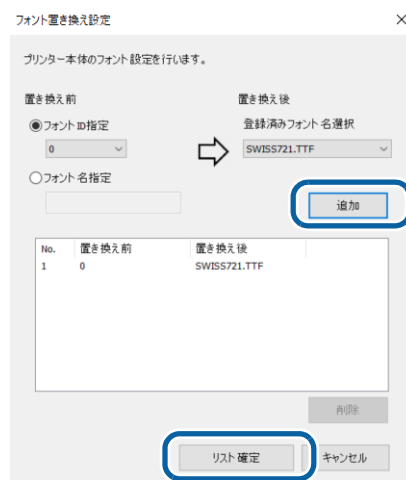 フォント置き換え設定
プリンター本体のフォント設定を行います。
置き換え前
置き換え後
フォントID指定
登録済みフォント名選択
0
SWISS721.TTF
フォント名指定
追加
No. 置き換え前 置き換え後
1 0 SWISS721.TTF
削除
リスト確定 キャンセル